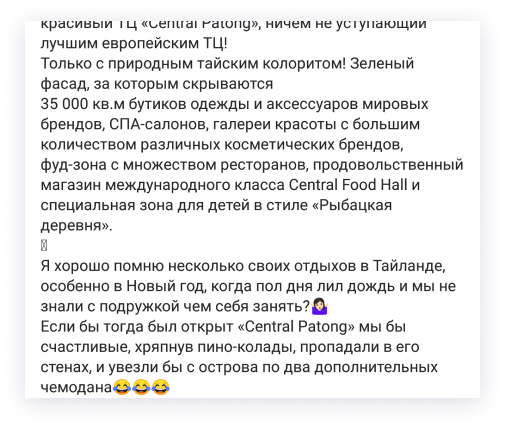 красивый ТЦ «Central Patong», ничем не уступающий
лучшим европейским ТЦ!
Только с природным тайским колоритом! Зеленый
фасад, за которым скрываются
35 000 кв.м бутиков одежды и аксессуаров мировых
брендов, СПА-салонов, галереи красоты с большим
количеством различных косметических брендов,
фуд-зона с множеством ресторанов, продовольственный
магазин международного класса Central Food Hall и
специальная зона для детей в стиле «Рыбацкая
деревня».
Я хорошо помню несколько своих отдыхов в Тайланде,
особенно в Новый год, когда пол дня лил дождь и мы не
знали с подружкой чем себя занять?🤷🏻‍♀️
Если бы тогда был открыт «Central Patong» мы бы
счастливые, хряпнув пино-колады, пропадали в его
стенах, и увезли бы с острова по два дополнительных
чемодана😂😂😂